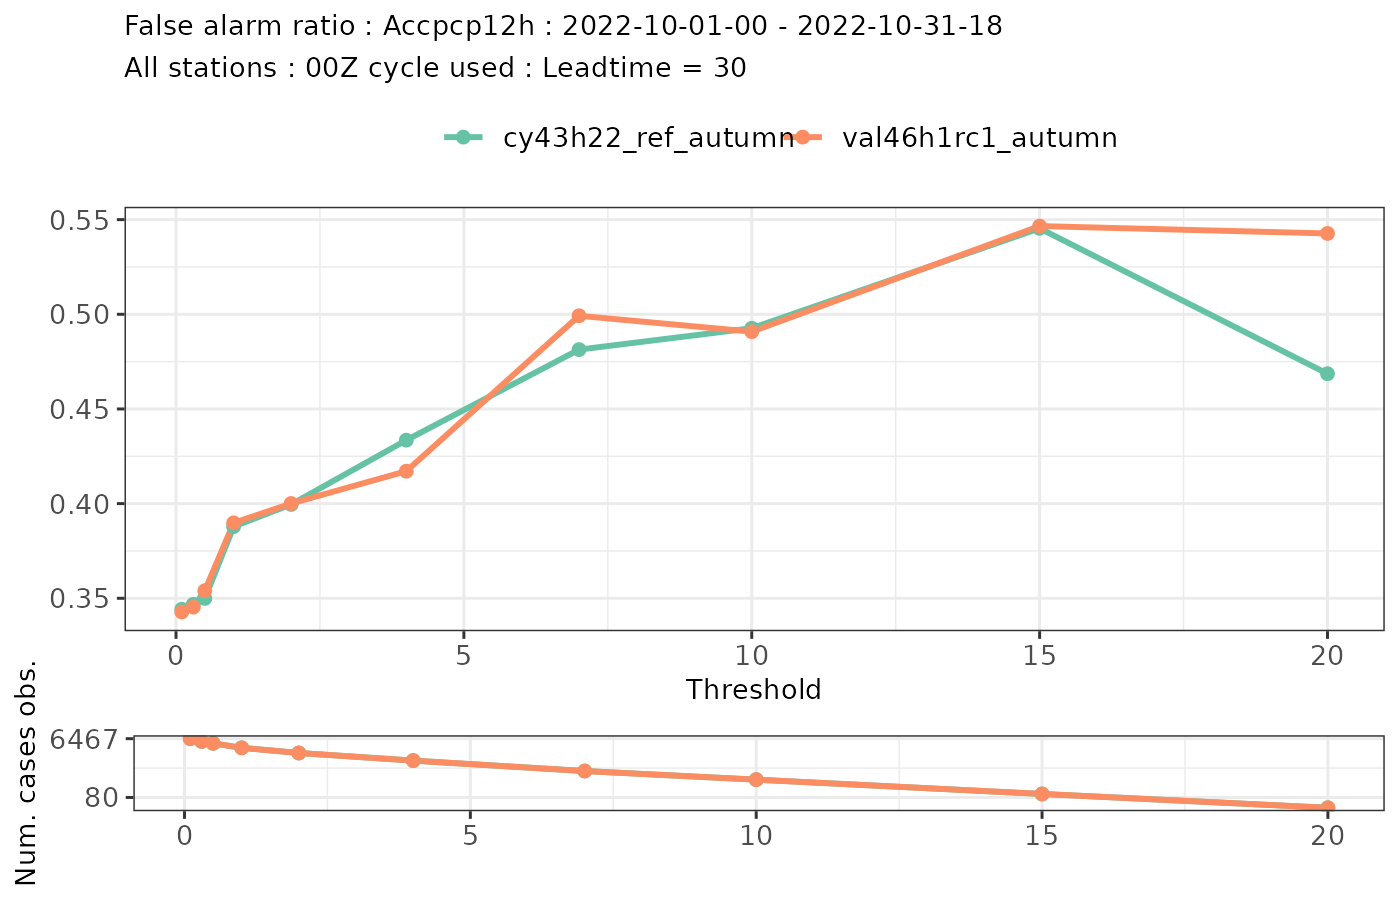 False alarm ratio : Accpcp12h : 2022-10-01-00 - 2022-10-31-18
All stations : 00Z cycle used : Leadtime = 30
cy43h22_ref_autumn val46h1rc1_autumn
0.55
0.50
0.45
0.40
0.35
0 5 10 15 20
Threshold
Num. cases obs.
6467
80
0 5 10 15 20